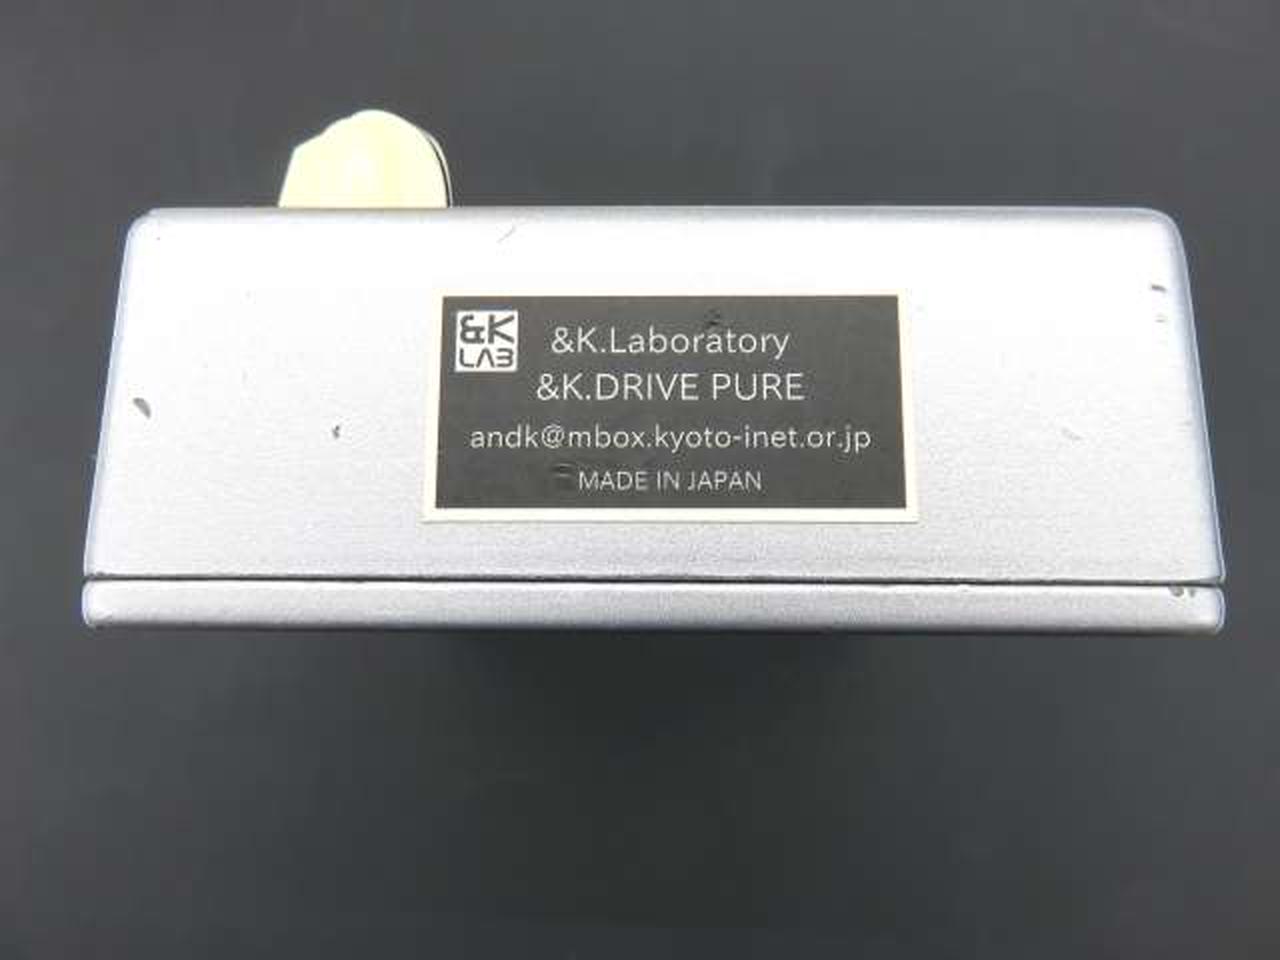 &K
LAB
&K.Laboratory
&K.DRIVE PURE
andk@mbox.kyoto-inet.or.jp
MADE IN JAPAN